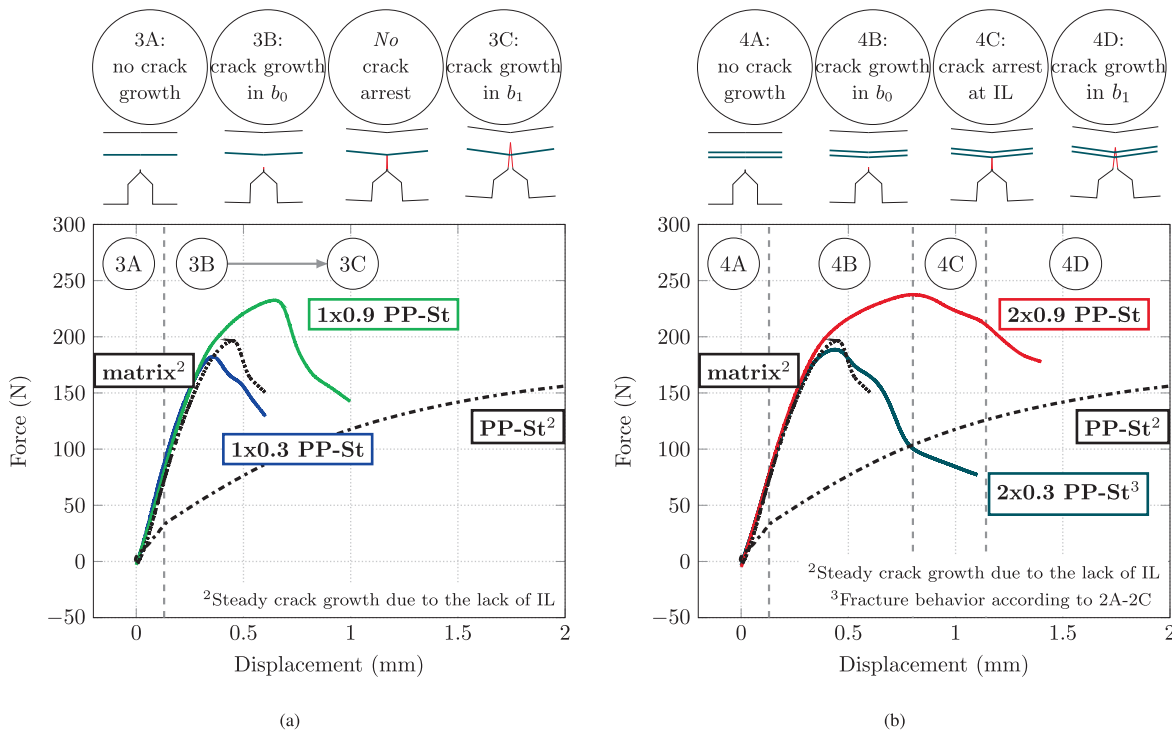 3A:
no crack
growth
3B:
crack growth
in b0
No
crack
arrest
3C:
crack growth
in b1
300
250
200
150
100
50
0
−50
Force (N)
3A
3B
3C
1x0.9 PP-St
matrix²
1x0.3 PP-St
PP-St²
²Steady crack growth due to the lack of IL
0
0.5
1
1.5
2
Displacement (mm)
(a)
4A:
no crack
growth
4B:
crack growth
in b0
4C:
crack arrest
at IL
4D:
crack growth
in b1
300
250
200
150
100
50
0
−50
Force (N)
4A
4B
4C
4D
2x0.9 PP-St
matrix²
PP-St²
2x0.3 PP-St³
²Steady crack growth due to the lack of IL
³Fracture behavior according to 2A-2C
0
0.5
1
1.5
2
Displacement (mm)
(b)